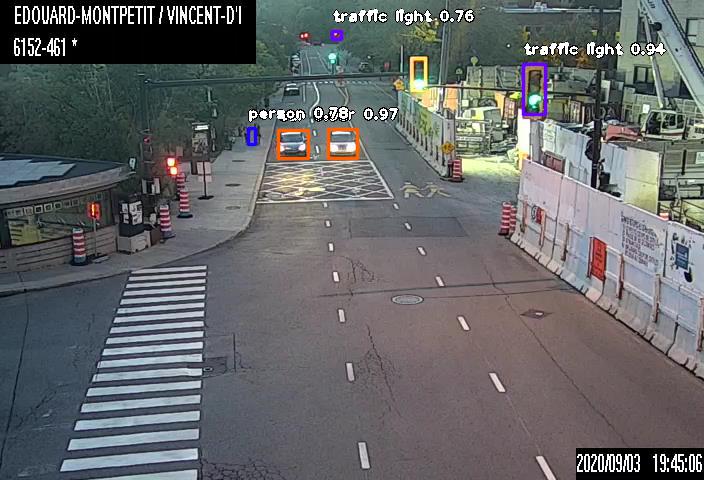 EDOUARD-MONTPETIT / VINCENT-D'I
6152-461 *
traffic light 0.76
traffic light 0.94
person 0.78
0.97
2020/09/03 19:45:06